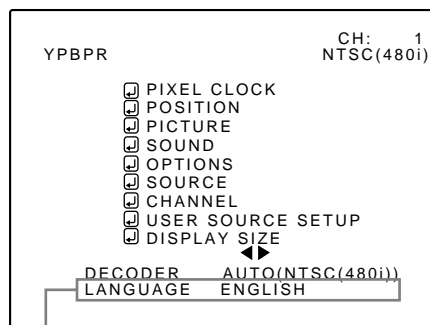 CH: 1
YPBPR NTSC(480i)
PIXEL CLOCK
POSITION
PICTURE
SOUND
OPTIONS
SOURCE
CHANNEL
USER SOURCE SETUP
DISPLAY SIZE
DECODER AUTO(NTSC(480i))
LANGUAGE ENGLISH